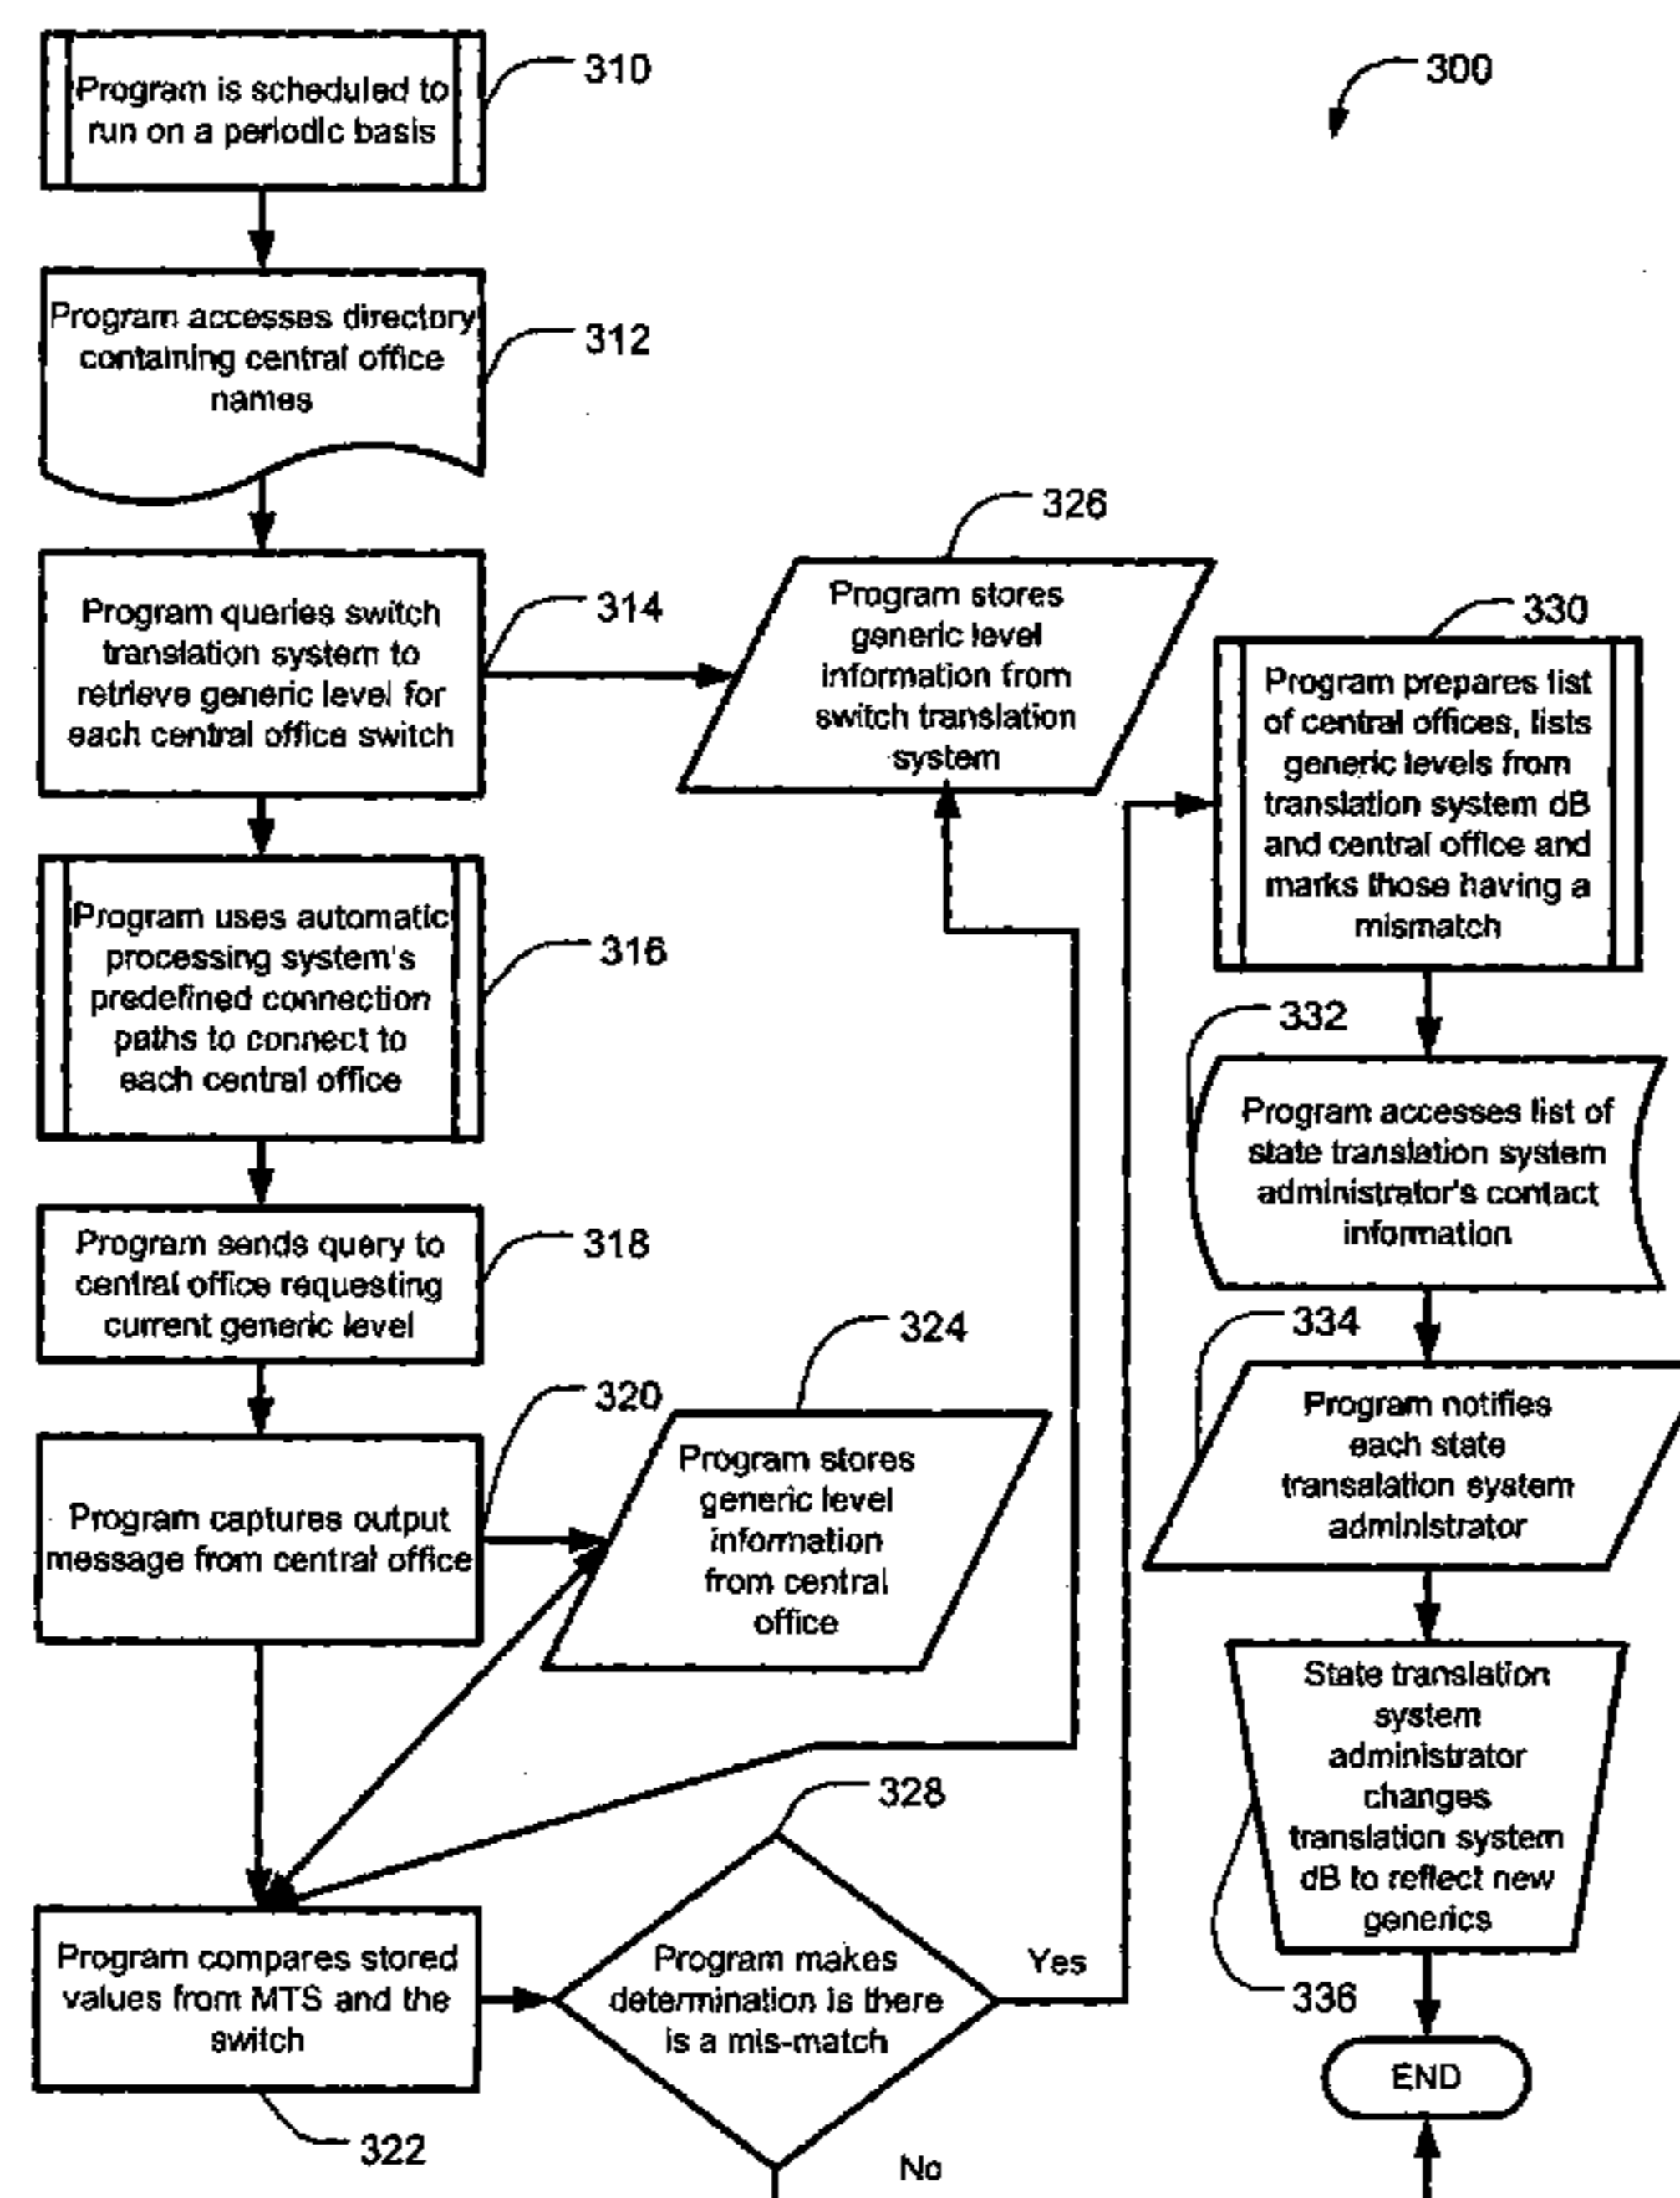 310
300
Program is scheduled to
run on a periodic basis
Program accesses directory
containing central office
names
312
326
Program queries switch
translation system to
retrieve generic level for
each central office switch
314
Program stores
generic level
information from
switch translation
system
330
Program prepares list
of central offices, lists
generic levels from
translation system dB
and central office and
marks those having a
mismatch
Program uses automatic
processing system's
predefined connection
paths to connect to
each central office
316
332
Program accesses list of
state translation system
administrator's contact
information
Program sends query to
central office requesting
current generic level
318
324
334
320
Program captures output
message from central office
Program stores
generic level
information
from central
office
Program notifies
each state
transalation system
administrator
State translation
system
administrator
changes
translation system
dB to reflect new
generics
328
336
Program compares stored
values from MTS and the
switch
322
Program makes
determination is there
is a mis-match
Yes
No
END